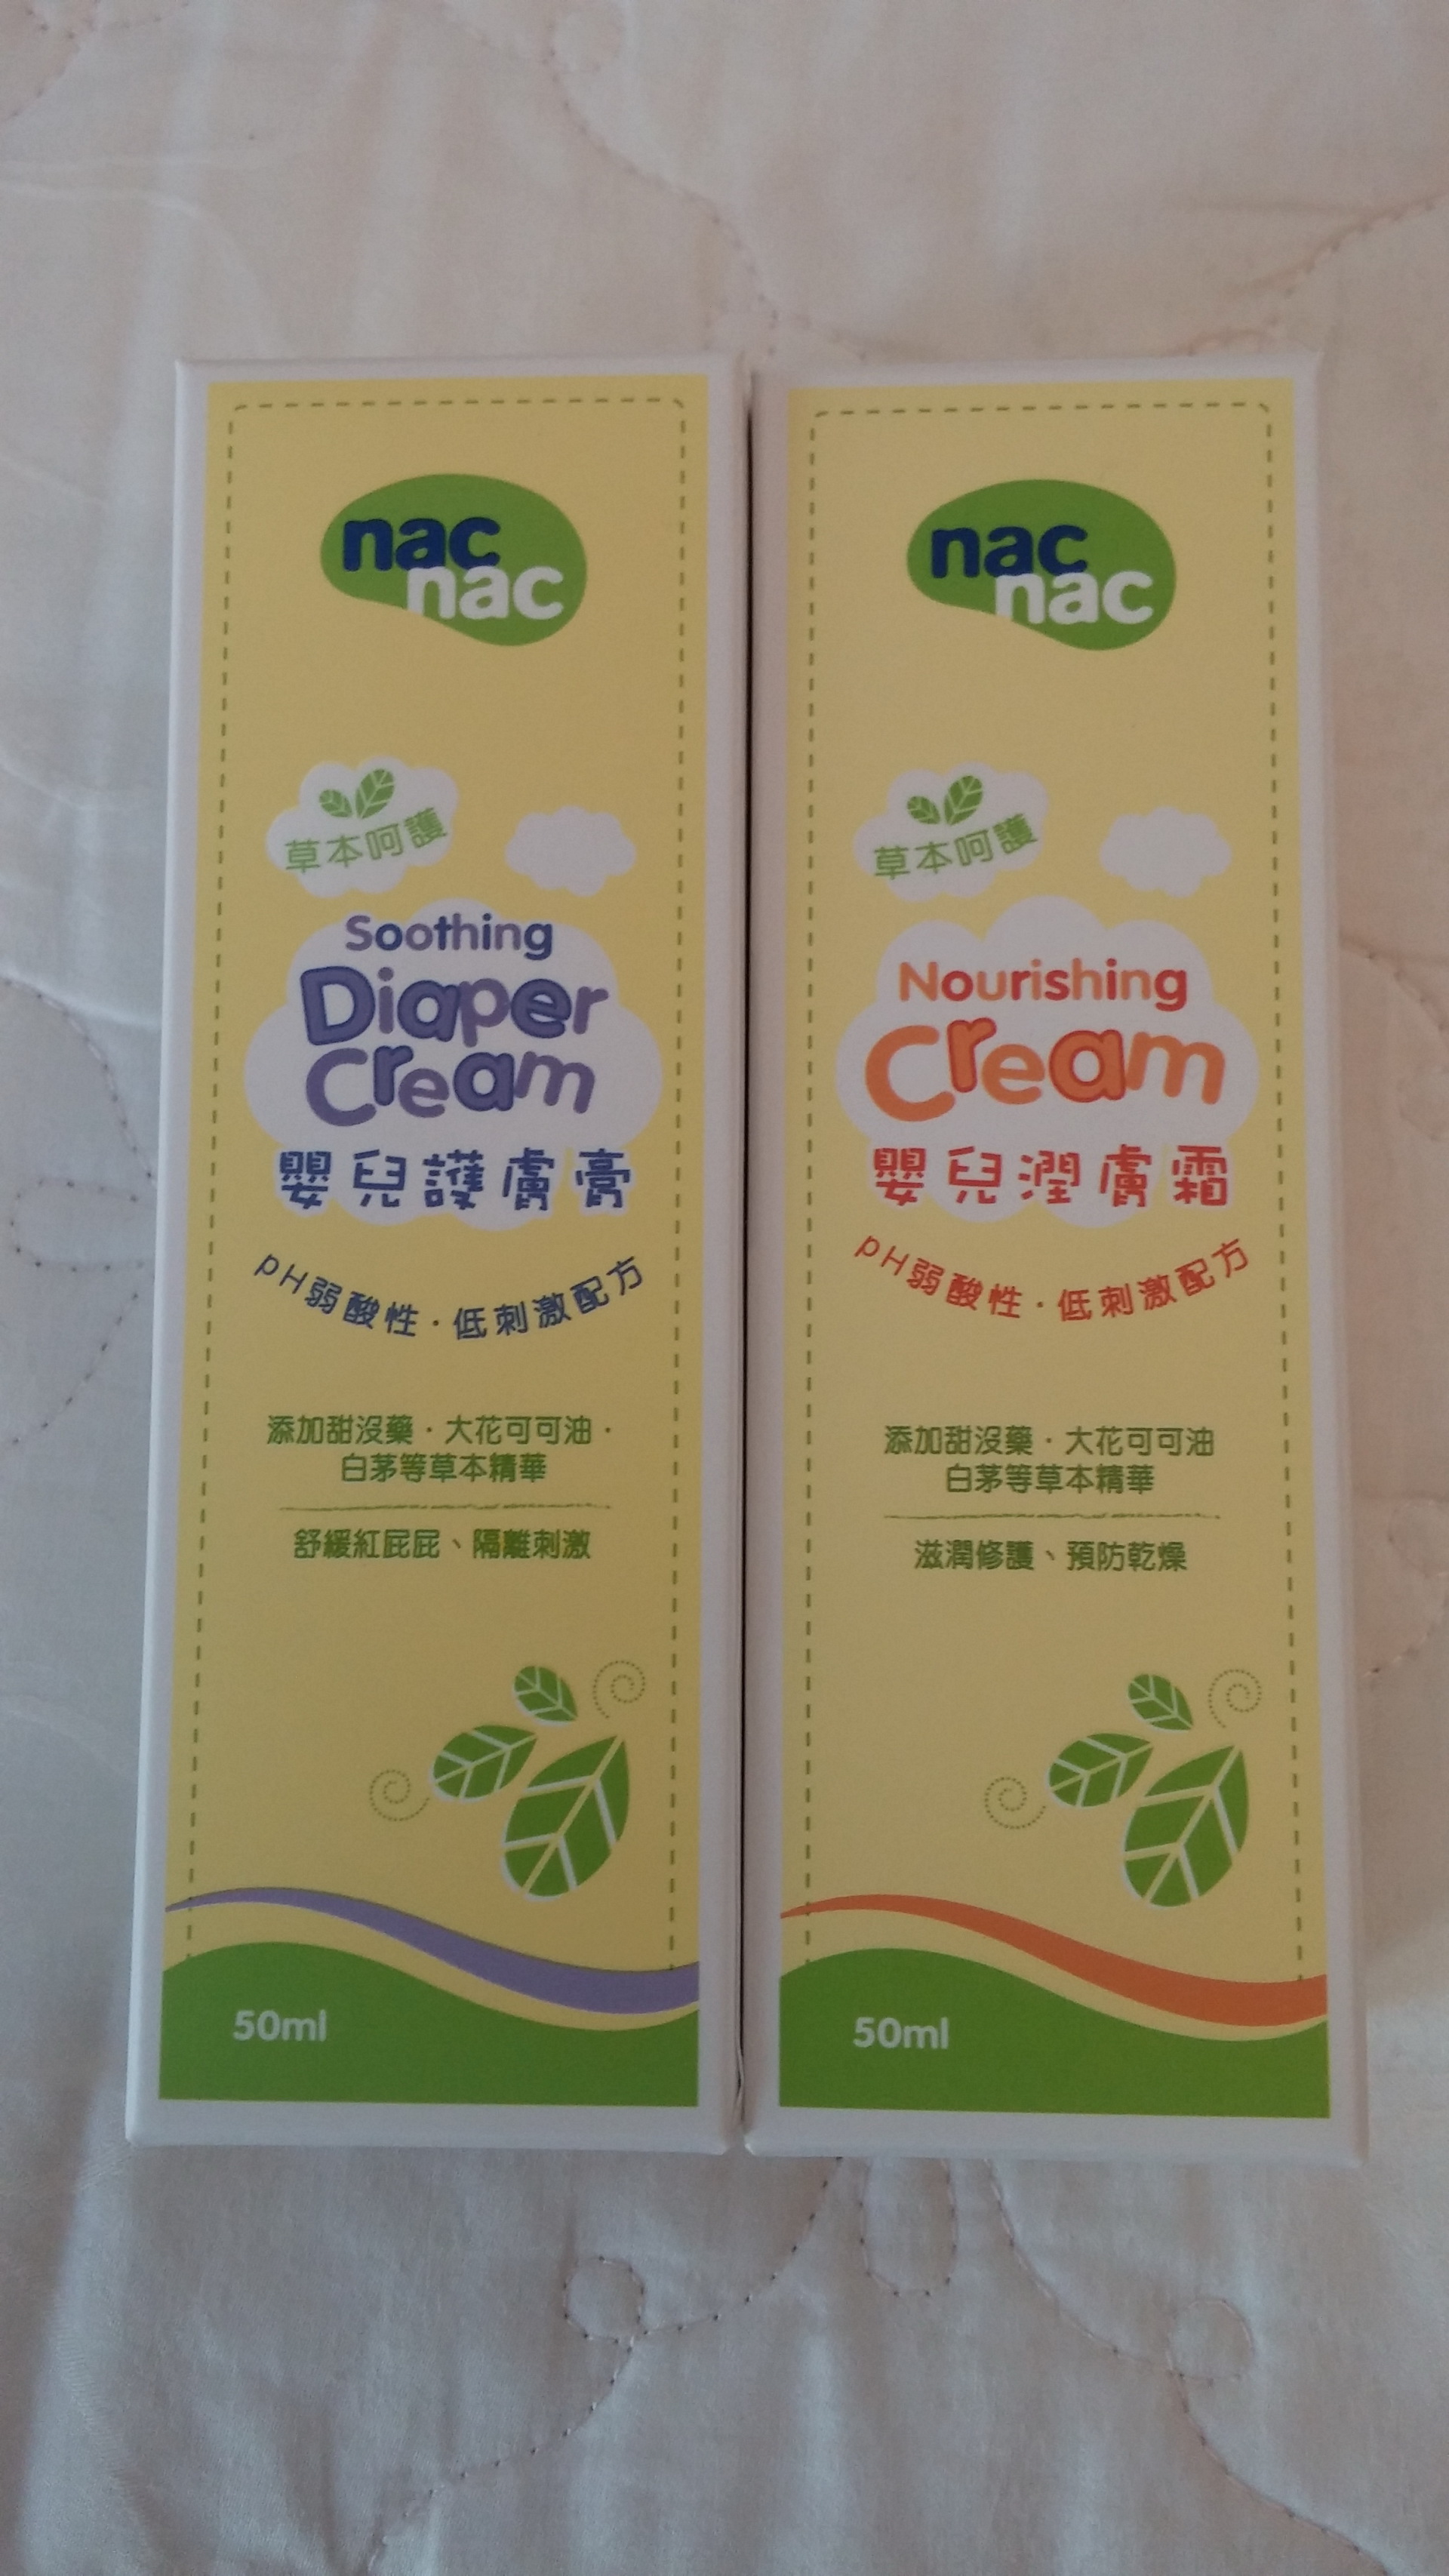 nac
nac
草本呵護
Soothing
Diaper
Cream
嬰兒護膚膏
pH弱酸性·低刺激配方
添加甜沒藥·大花可可油·
白茅等草本精華
舒緩紅屁屁、隔離刺激
50ml
nac
nac
草本呵護
Nourishing
Cream
嬰兒潤膚霜
pH弱酸性·低刺激配方
添加甜沒藥·大花可可油
白茅等草本精華
滋潤修護、預防乾燥
50ml